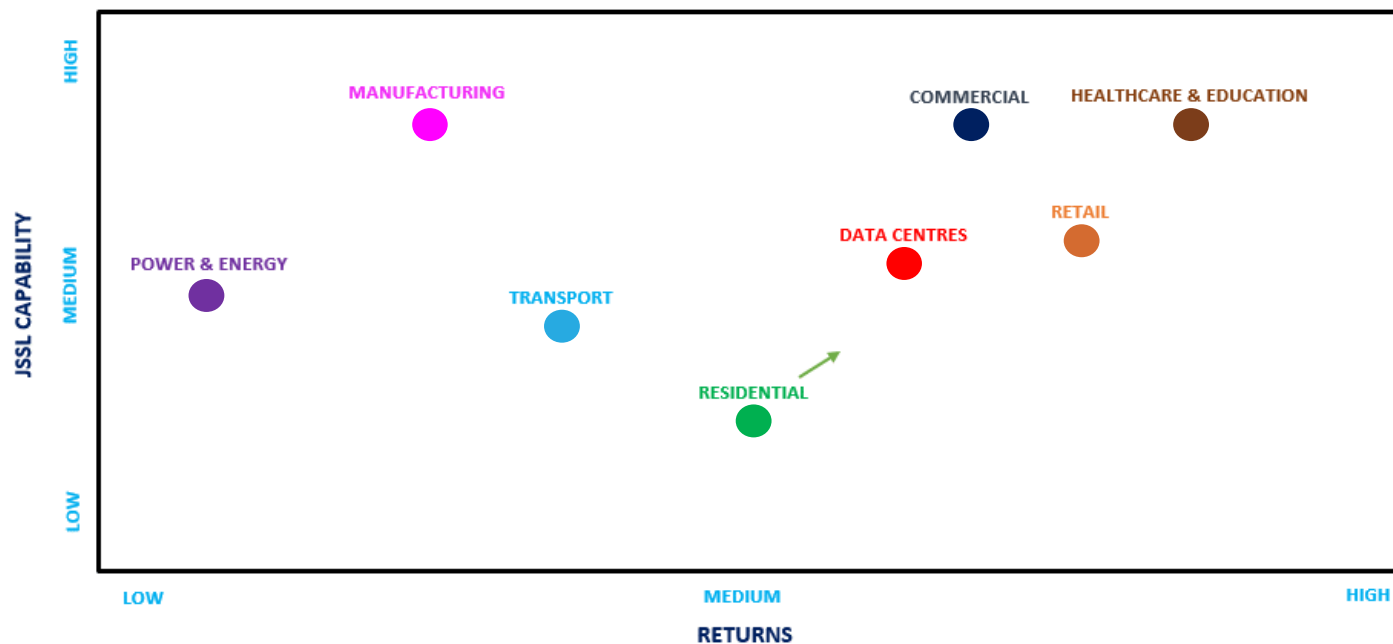 HIGH
MANUFACTURING
COMMERCIAL
HEALTHCARE & EDUCATION
RETAIL
DATA CENTRES
POWER & ENERGY
JSSL CAPABILITY
MEDIUM
TRANSPORT
RESIDENTIAL
LOW
LOW
MEDIUM
HIGH
RETURNS